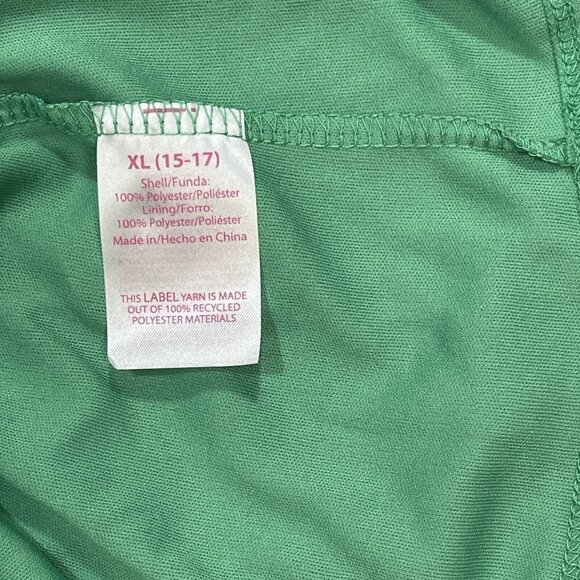 XL (15-17)
Shell/Funda:
100% Polyester/Poliéster
Lining/Forro:
100% Polyester/Poliéster
Made in/Hecho en China
THIS LABEL YARN IS MADE
OUT OF 100% RECYCLED
POLYESTER MATERIALS